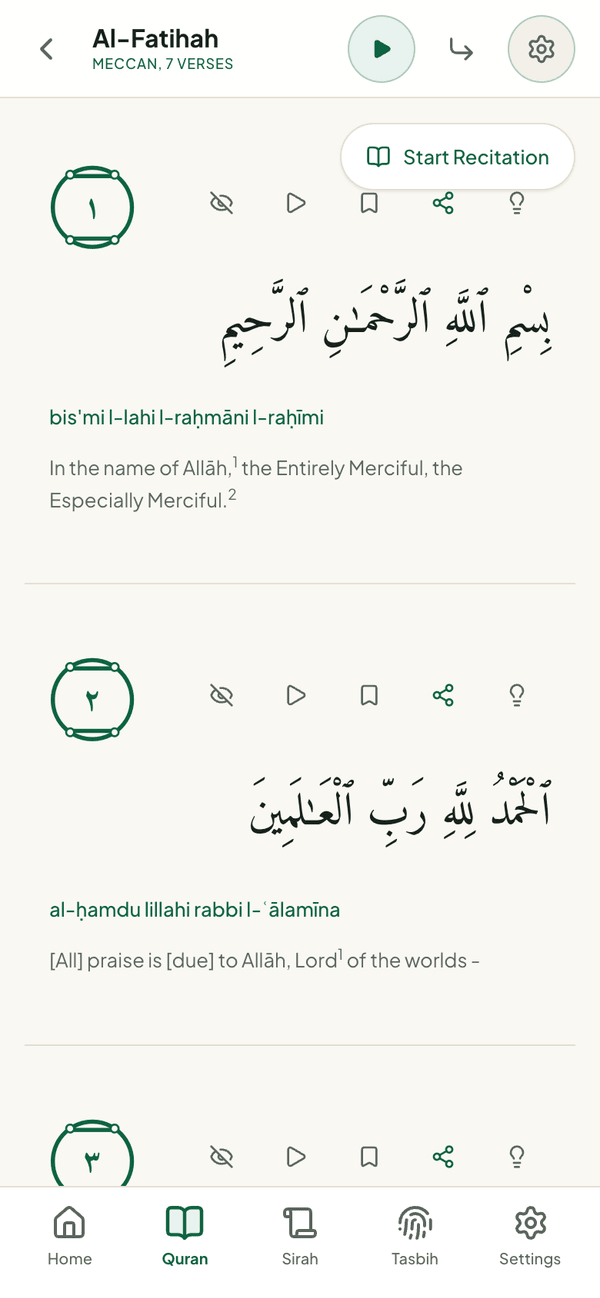 Al-Fatihah
MECCAN, 7 VERSES
Start Recitation
١
بِسْمِ ٱللَّهِ ٱلرَّحْمَـٰنِ ٱلرَّحِيمِ
bis'mi l-lahi l-raḥmāni l-raḥīmi
In the name of Allāh,1 the Entirely Merciful, the
Especially Merciful.2
٢
ٱلْحَمْدُ لِلَّهِ رَبِّ ٱلْعَـٰلَمِينَ
al-ḥamdu lillahi rabbi l-ʿālamīna
[All] praise is [due] to Allāh, Lord1 of the worlds –
٣
Home
Quran
Sirah
Tasbih
Settings